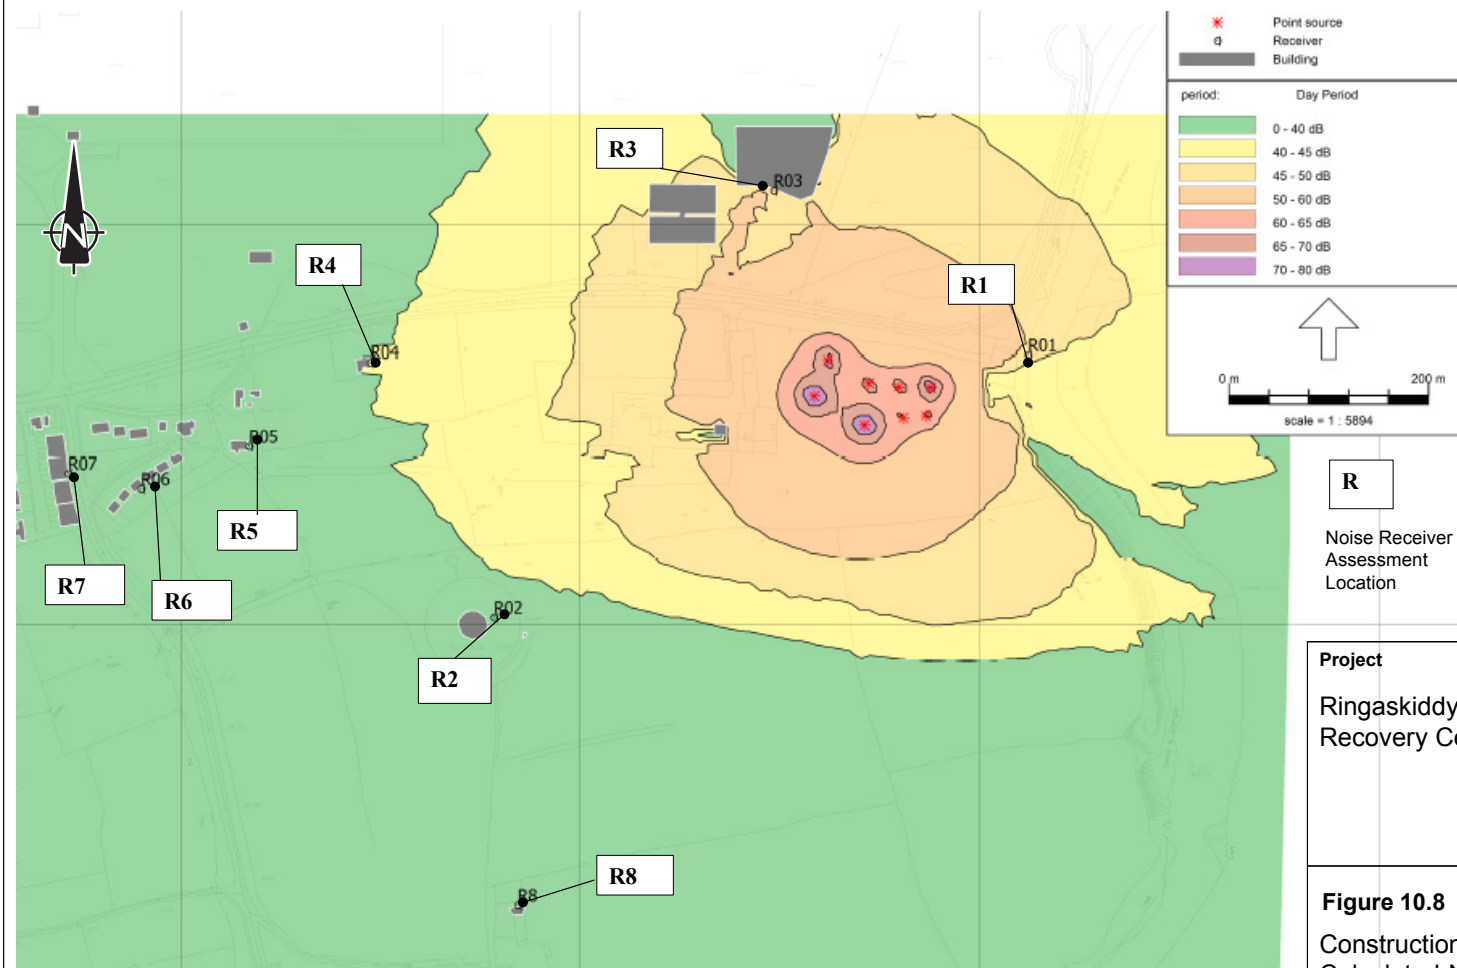 Point source
Receiver
Building
period: Day Period
0 - 40 dB
40 - 45 dB
45 - 50 dB
50 - 60 dB
60 - 65 dB
65 - 70 dB
70 - 80 dB
0 m 200 m
scale = 1 : 5894
R
Noise Receiver
Assessment
Location
Project
Ringaskiddy
Recovery Ce
Figure 10.8
Construction
N
R3
R03
R4
R04
R1
R01
R05
R5
R07
R7
R06
R6
R02
R2
R8
R8